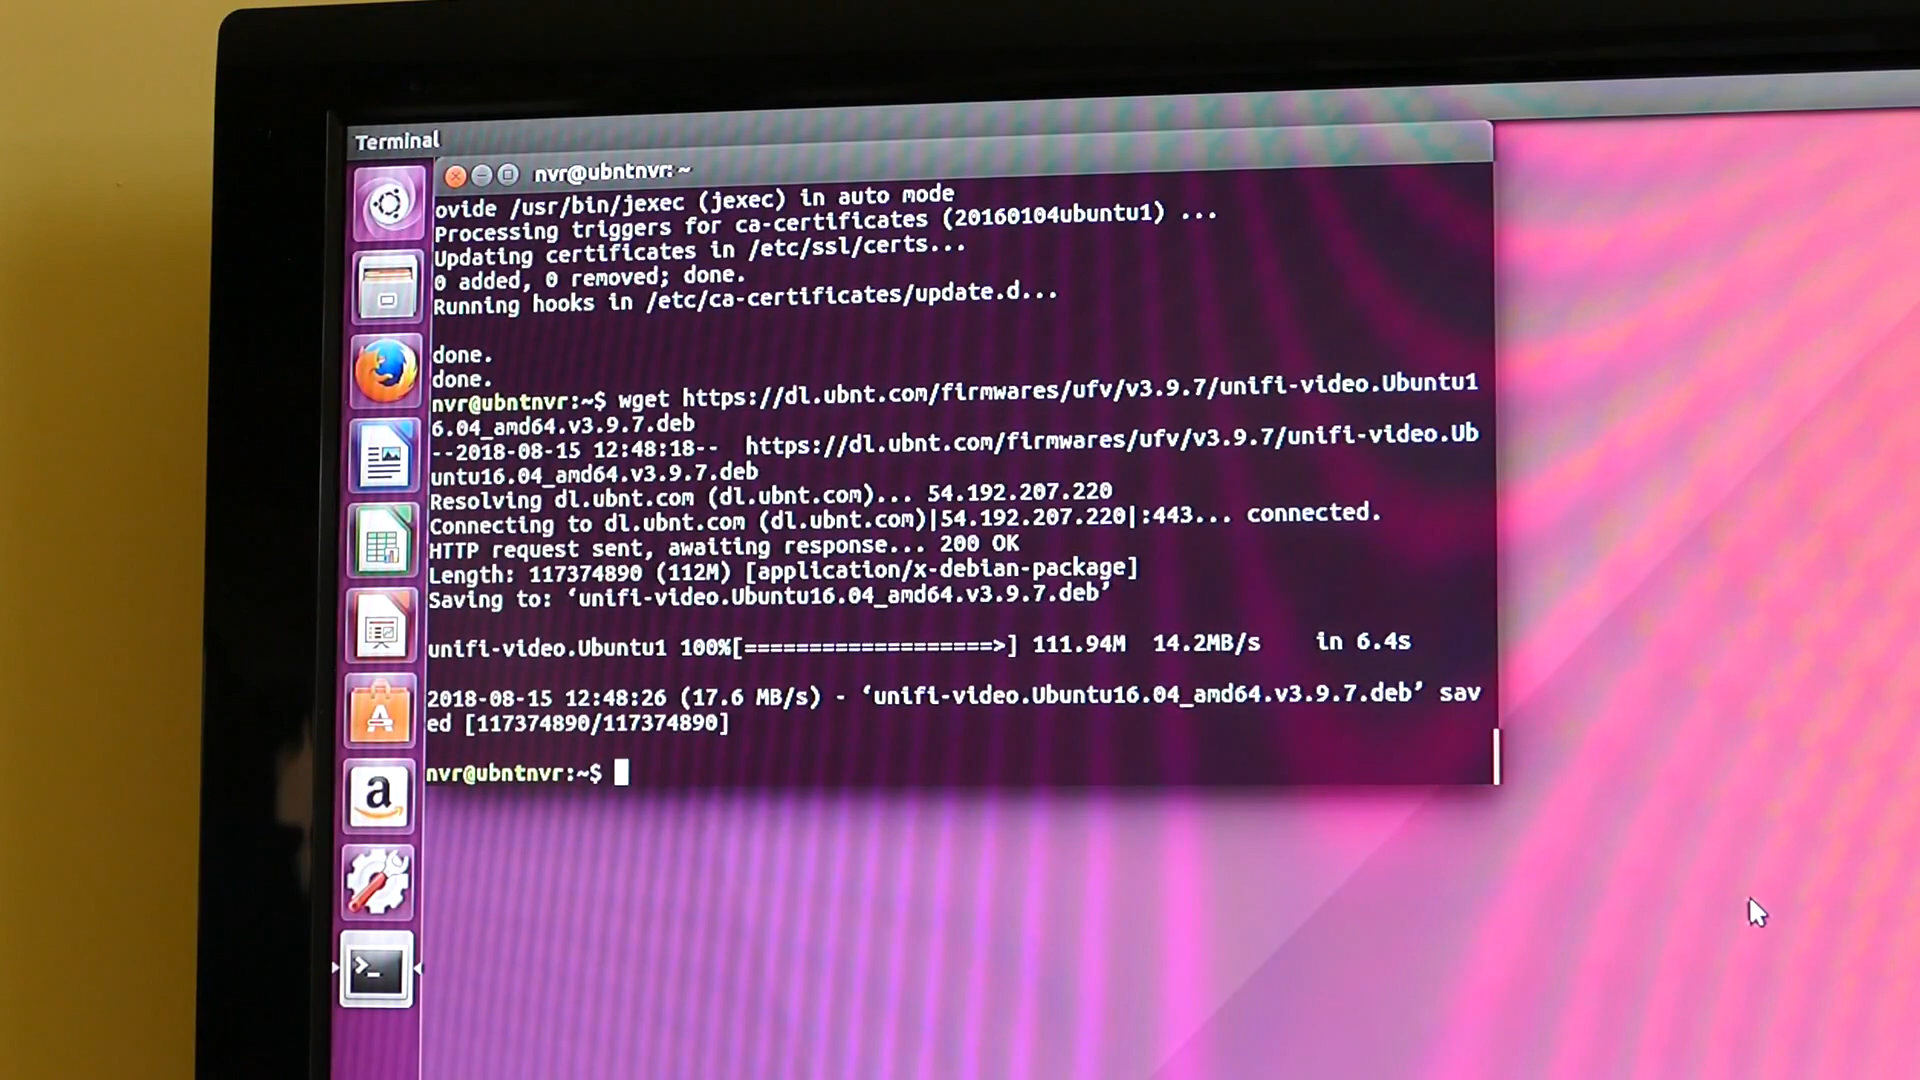 Terminal
nvr@ubntnvr: ~
ovide /usr/bin/jexec (jexec) in auto mode
Processing triggers for ca-certificates (20160104ubuntu1) ...
Updating certificates in /etc/ssl/certs...
0 added, 0 removed; done.
Running hooks in /etc/ca-certificates/update.d...
done.
done.
nvr@ubntnvr:~$ wget https://dl.ubnt.com/firmwares/ufv/v3.9.7/unifi-video.Ubuntu1
6.04_amd64.v3.9.7.deb
--2018-08-15 12:48:18--  https://dl.ubnt.com/firmwares/ufv/v3.9.7/unifi-video.Ub
untu16.04_amd64.v3.9.7.deb
Resolving dl.ubnt.com (dl.ubnt.com)... 54.192.207.220
Connecting to dl.ubnt.com (dl.ubnt.com)|54.192.207.220|:443... connected.
HTTP request sent, awaiting response... 200 OK
Length: 117374890 (112M) [application/x-debian-package]
Saving to: ‘unifi-video.Ubuntu16.04_amd64.v3.9.7.deb’
unifi-video.Ubuntu1 100%[===================>] 111.94M  14.2MB/s    in 6.4s
2018-08-15 12:48:26 (17.6 MB/s) - ‘unifi-video.Ubuntu16.04_amd64.v3.9.7.deb’ sav
ed [117374890/117374890]
nvr@ubntnvr:~$
A
a
>_